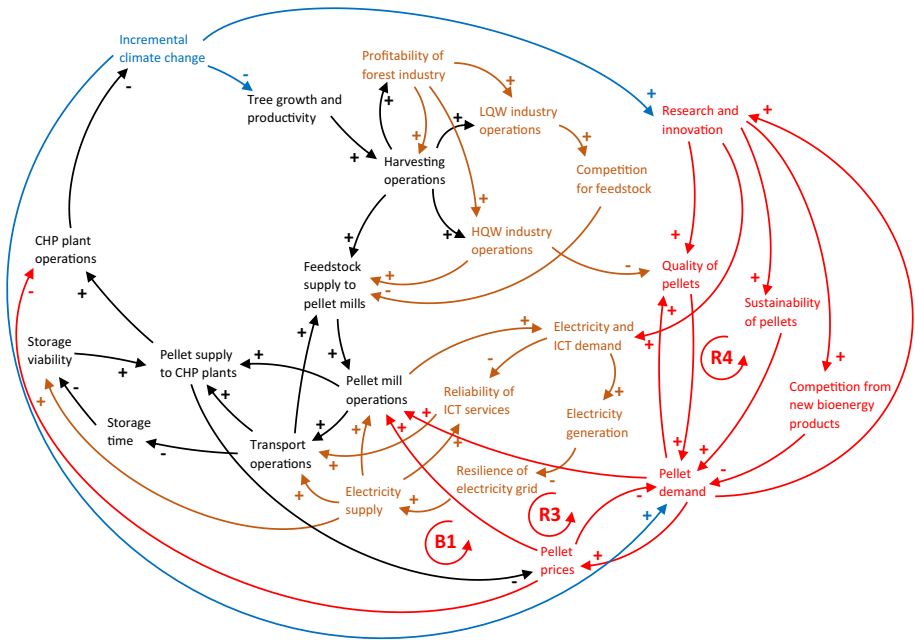 Incremental
climate change
Profitability of
forest industry
Tree growth and
productivity
LQW industry
operations
Research and
innovation
Harvesting
operations
Competition
for feedstock
CHP plant
operations
HQW industry
operations
Feedstock
supply to
pellet mills
Quality of
pellets
Sustainability
of pellets
Storage
viability
Pellet supply
to CHP plants
Electricity and
ICT demand
R4
Pellet mill
operations
Reliability of
ICT services
Competition from
new bioenergy
products
Storage
time
Transport
operations
Electricity
generation
Resilience of
electricity grid
Pellet
demand
Electricity
supply
R3
B1
Pellet
prices